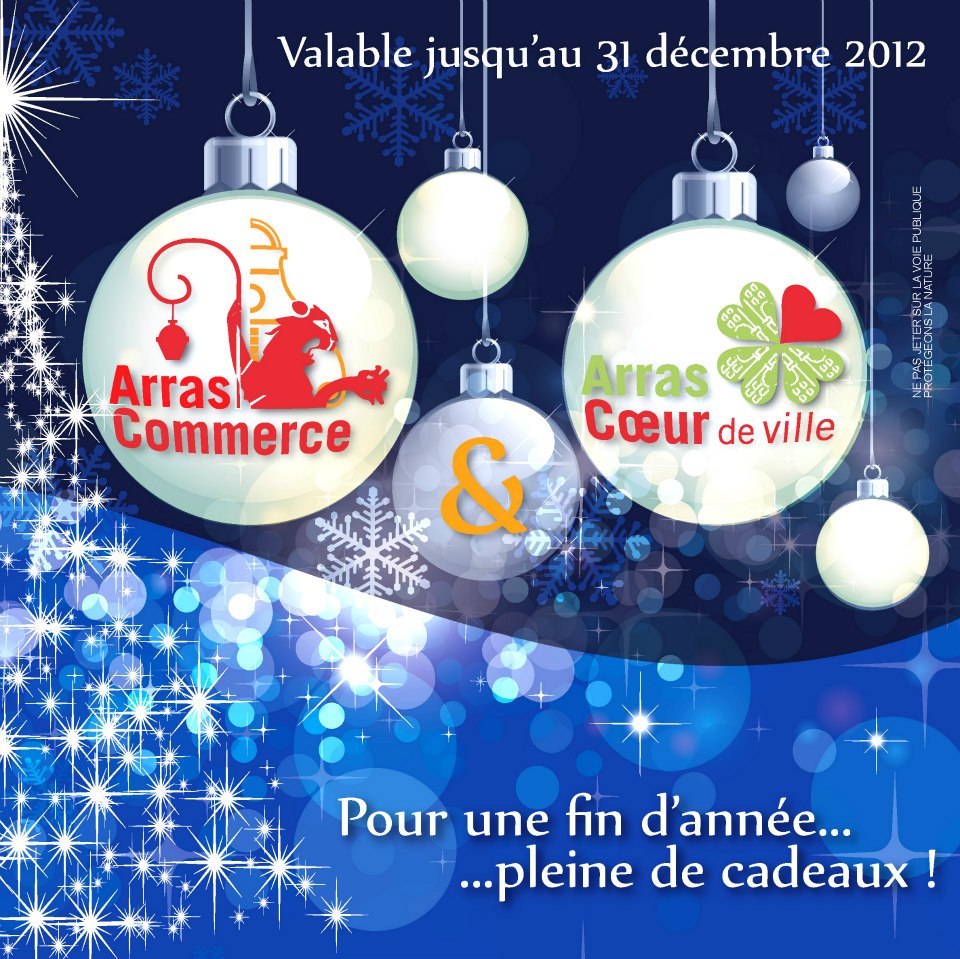 Valable jusqu'au 31 décembre 2012
Arras
Commerce
&
Arras
Cœur de ville
NE PAS JETER SUR LA VOIE PUBLIQUE
PROTEGEONS LA NATURE
Pour une fin d'année...
...pleine de cadeaux !